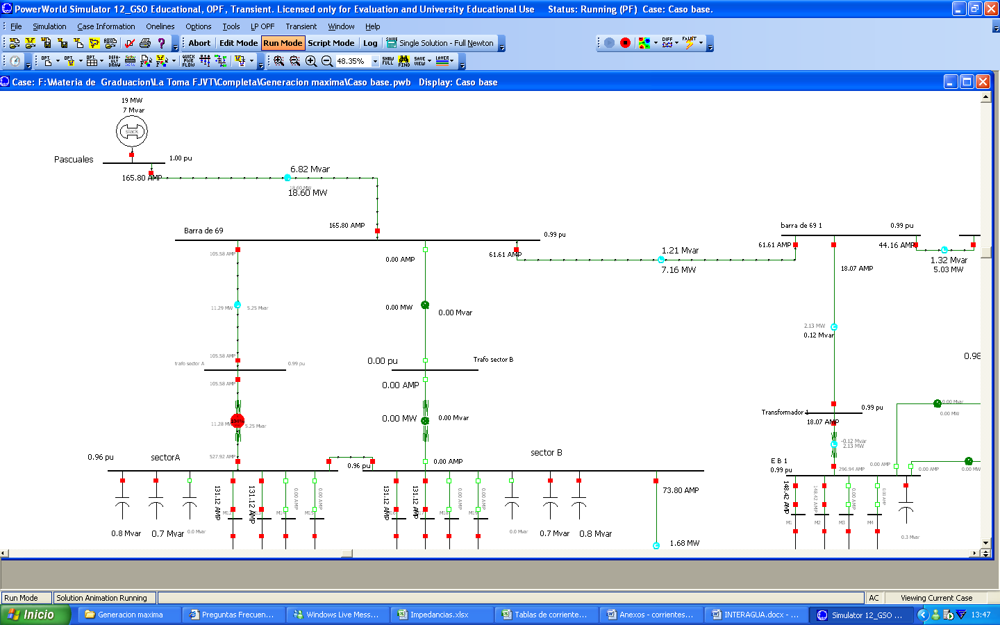 PowerWorld Simulator 12_GSO Educational, OPF, Transient. Licensed only for Evaluation and University Educational Use     Status: Running (PF)  Case: Caso base.
File Simulation Case Information Onelines Options Tools LP OPF Transient Window Help
Abort Edit Mode Run Mode Script Mode Log Single Solution - Full Newton
48.35%
Case: F:\Materia de  Graduacion\La Toma FJVT\Completa\Generacion maxima\Caso base.pwb   Display: Caso base
19 MW
7 Mvar
slack
Pascuales
1.00 pu
165.80 AMP
6.82 Mvar
18.60 MW
18.60 MW
165.80 AMP
Barra de 69
0.99 pu
barra de 69 1
0.99 pu
105.58 AMP
0.00 AMP
61.61 AMP
1.21 Mvar
7.16 MW
61.61 AMP
44.16 AMP
1.32 Mvar
5.03 MW
18.07 AMP
11.29 MW
5.25 Mvar
0.00 MW
0.00 Mvar
2.13 MW
0.12 Mvar
105.58 AMP
trafo sector A
0.99 pu
0.00 pu
Trafo sector B
0.98
105.58 AMP
0.00 AMP
11.28 MW
104%
5.25 Mvar
0.00 MW
0.00 Mvar
Transformador 1
0.99 pu
18.07 AMP
0.00 Mvar
0.00 MW
-0.12 Mvar
2.13 MW
527.92 AMP
0.96 pu
sectorA
0.96 pu
0.00 AMP
sector B
E B 1
0.99 pu
296.94 AMP
0.00 AMP
0.00 AMP
0.00 MW
131.12 AMP
131.12 AMP
0.00 AMP
0.00 AMP
131.12 AMP
131.12 AMP
0.00 AMP
0.00 AMP
73.80 AMP
148.42 AMP
148.42 AMP
0.00 AMP
0.00 AMP
M12
M13
M14
M15
M16
M17
M18
M19
M1
M2
M3
M4
0.8 Mvar
0.7 Mvar
0.0 Mvar
0.0 Mvar
0.7 Mvar
0.8 Mvar
1.68 MW
0.3 Mvar
Run Mode
Solution Animation Running
AC
Viewing Current Case
Inicio
Generacion maxima
Preguntas Frecuen...
Windows Live Mess...
Impedancias.xlsx
Tablas de corriente...
Anexos - corrientes...
INTERAGUA.docx - ...
Simulator 12_GSO ...
13:47